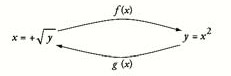 f(x)
x = +√y y = x²
g (x)